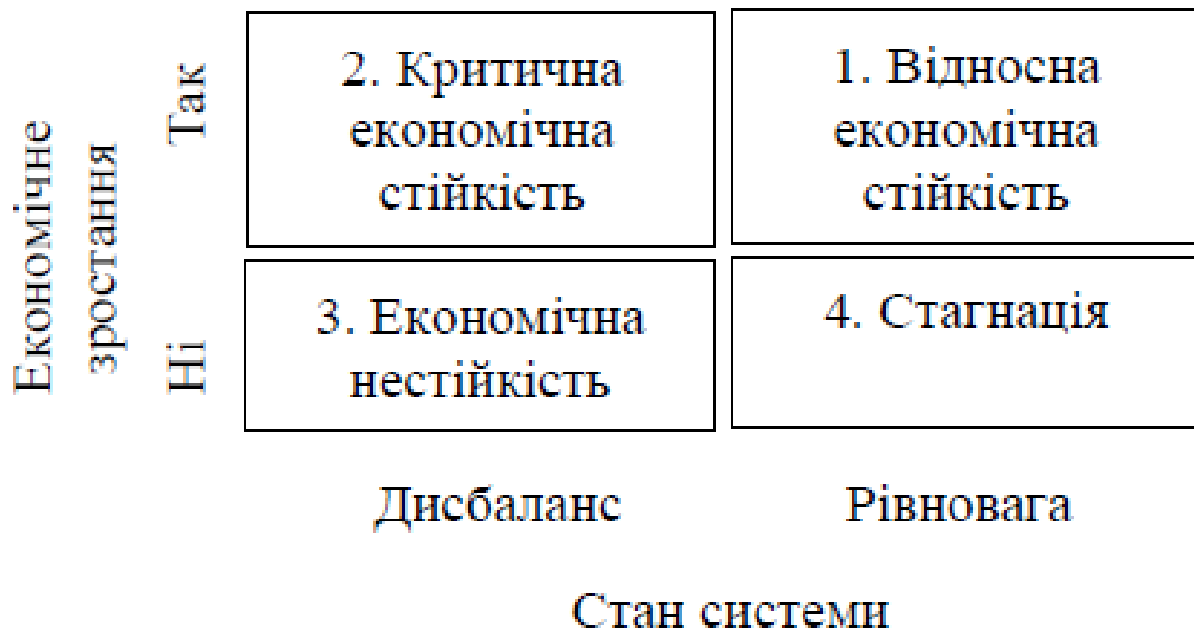 Економічне
зростання
Так
Ні
2. Критична
економічна
стійкість
1. Відносна
економічна
стійкість
3. Економічна
нестійкість
4. Стагнація
Дисбаланс
Рівновага
Стан системи